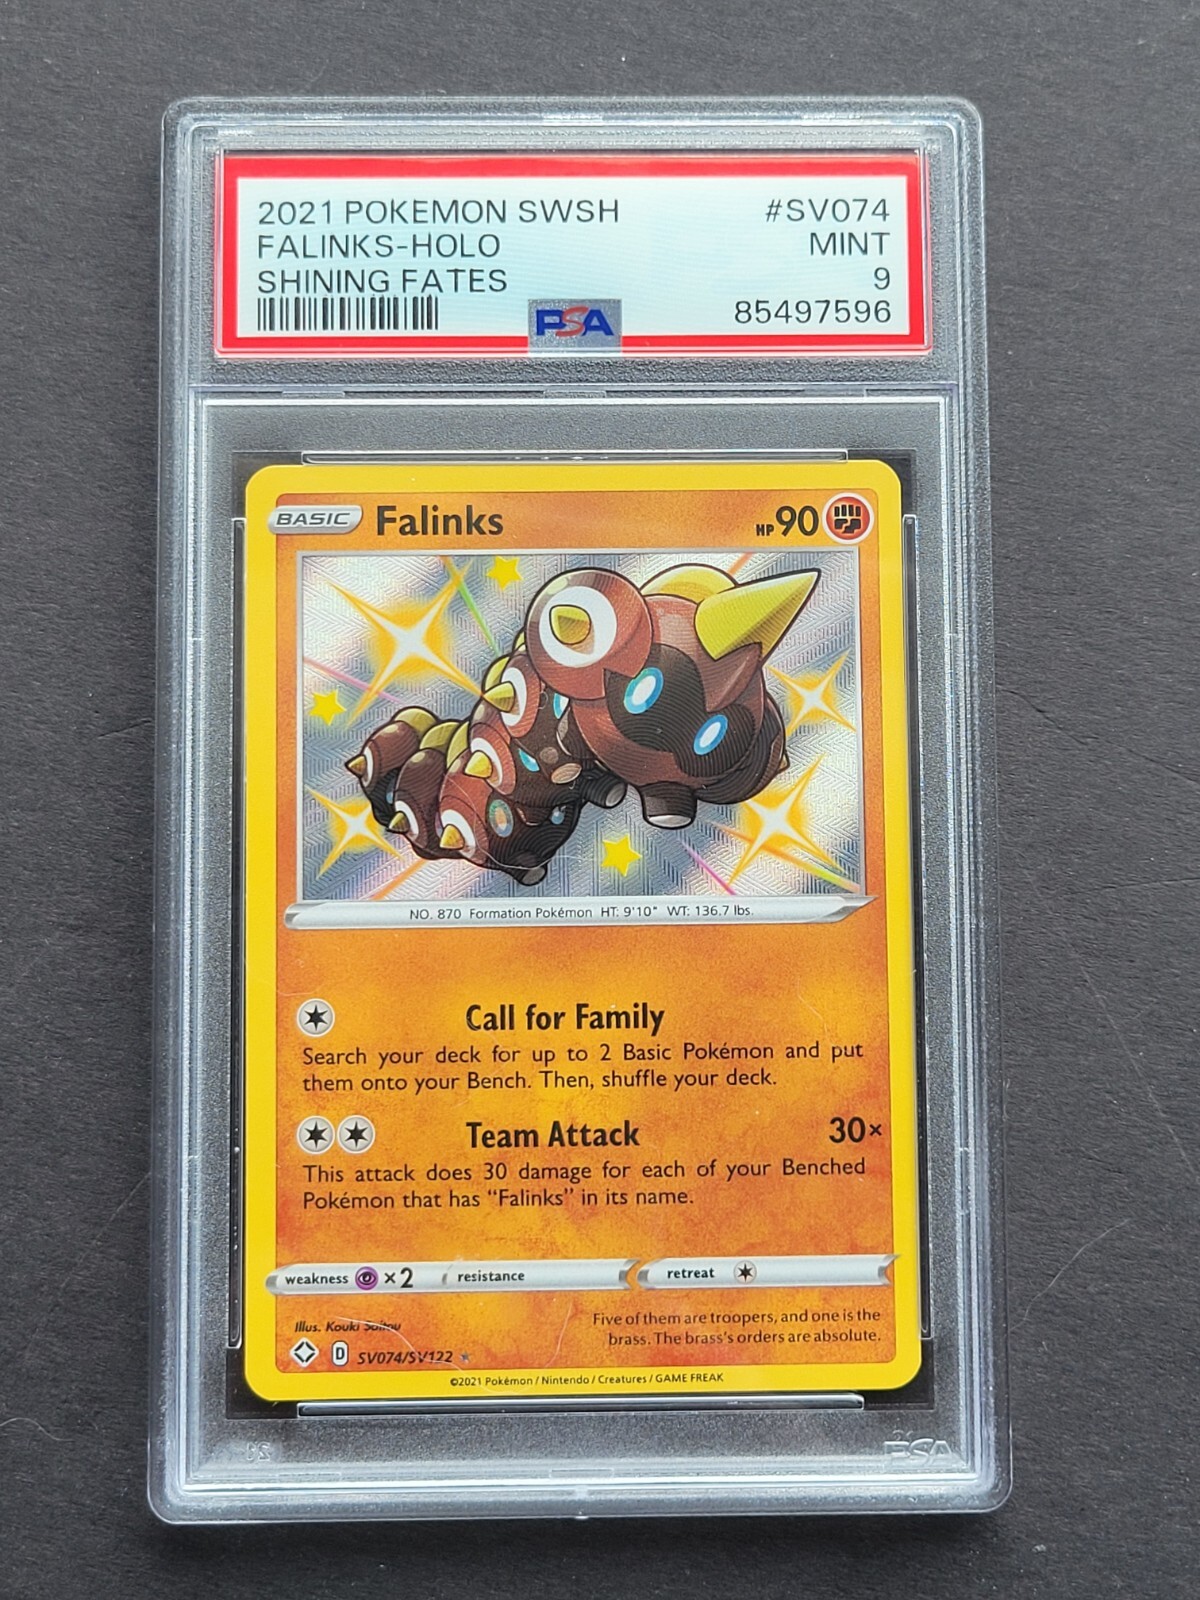 2021 POKEMON SWSH #SV074
FALINKS-HOLO MINT
SHINING FATES 9
85497596
PSA
BASIC Falinks HP 90
NO. 870 Formation Pokémon HT: 9'10" WT: 136.7 lbs.
Call for Family
Search your deck for up to 2 Basic Pokémon and put
them onto your Bench. Then, shuffle your deck.
Team Attack 30×
This attack does 30 damage for each of your Benched
Pokémon that has “Falinks” in its name.
weakness ×2 resistance retreat
Illus. Kouki Saitou
Five of them are troopers, and one is the
brass. The brass's orders are absolute.
D SV074/SV122
©2021 Pokémon / Nintendo / Creatures / GAME FREAK
PSA